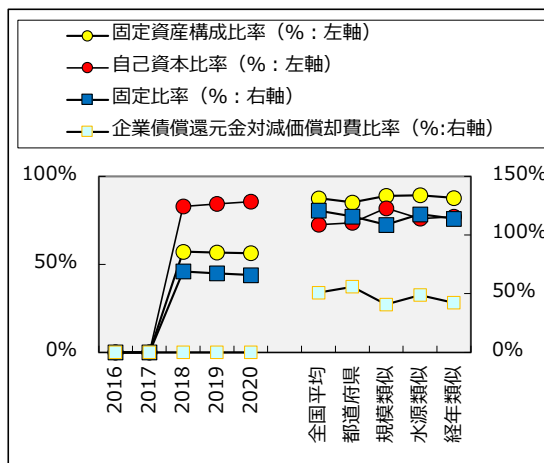 固定資産構成比率（%：左軸）
自己資本比率（%：左軸）
固定比率（%：右軸）
企業債償還元金対減価償却費比率（%:右軸）
100%
150%
100%
50%
50%
0%
0%
2016
2017
2018
2019
2020
全国平均
都道府県
規模類似
水源類似
経年類似